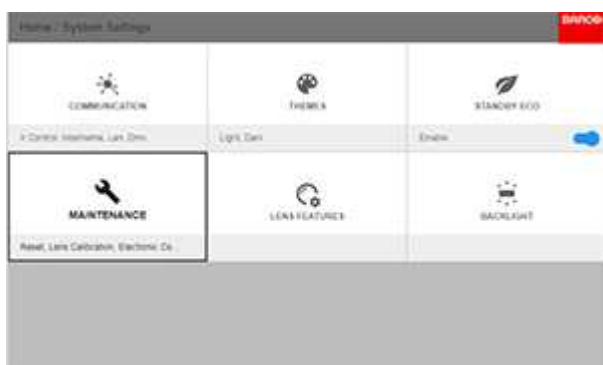 Home / System Settings
BARCO
COMMUNICATION
THEMES
STANDBY ECO
Light, Dark
Enable
MAINTENANCE
LENS FEATURES
BACKLIGHT
Reset, Lens Calibration, Electronic Co...